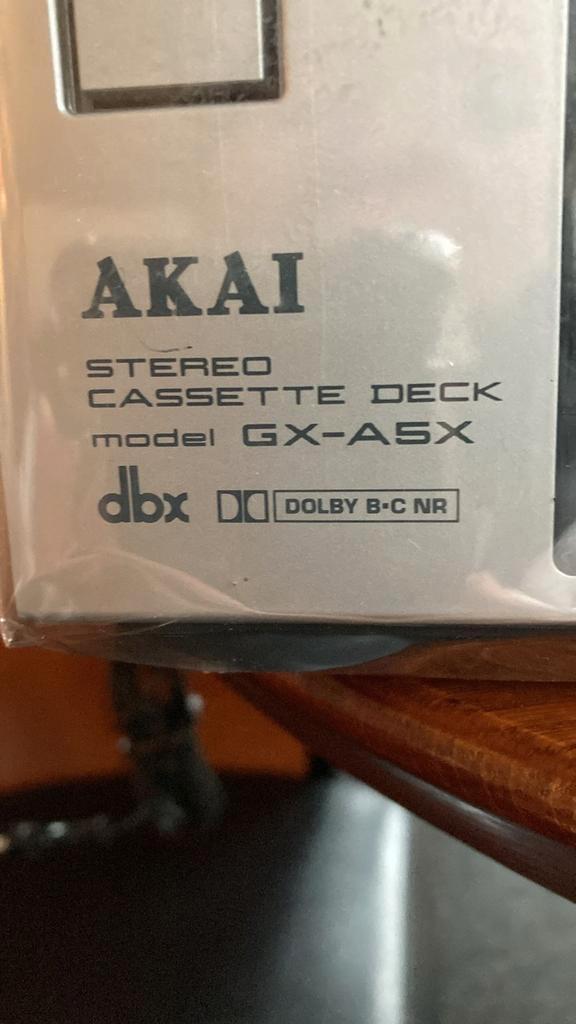 AKAI
STEREO
CASSETTE DECK
model GX-A5X
dbx DOLBY B•C NR